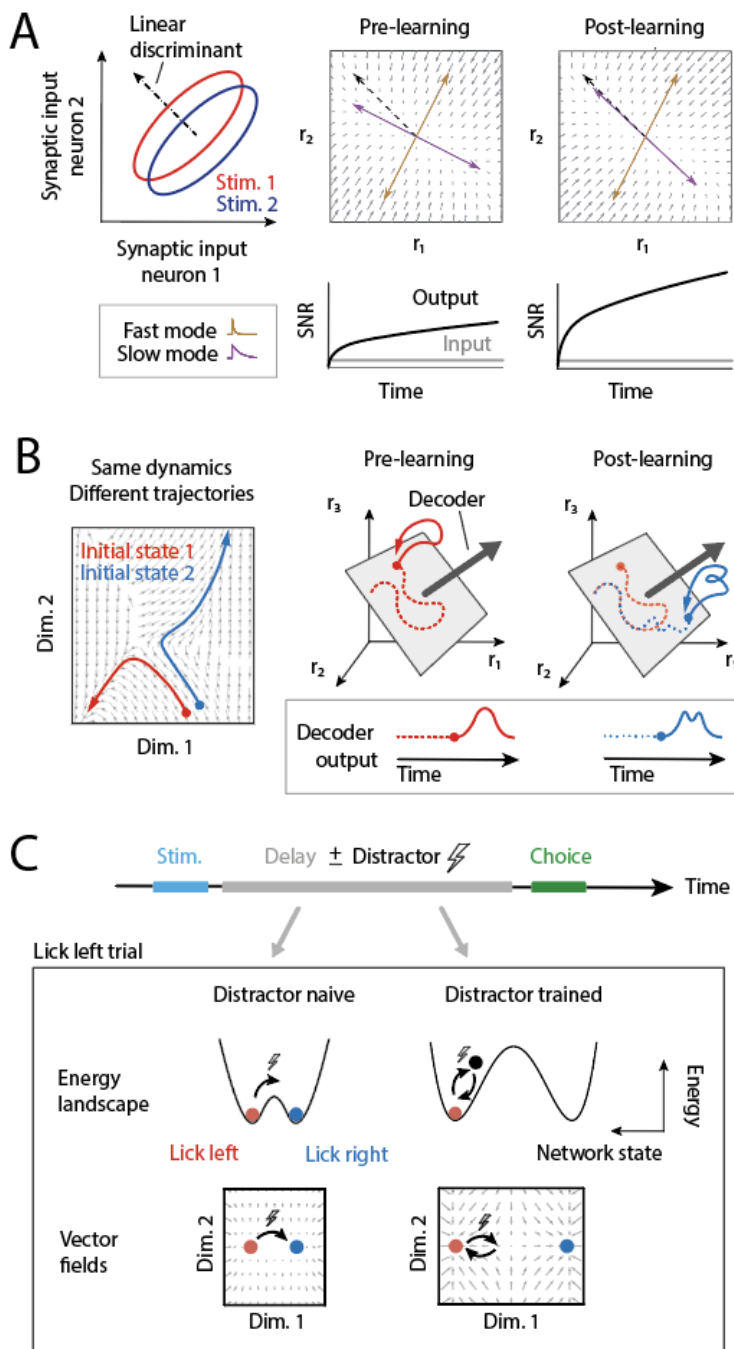 A
Linear
discriminant
Synaptic input
neuron 2
Stim. 1
Stim. 2
Synaptic input
neuron 1
Fast mode
Slow mode
Pre-learning
r₂
r₁
SNR
Output
Input
Time
Post-learning
r₂
r₁
SNR
Time
B
Same dynamics
Different trajectories
Initial state 1
Initial state 2
Dim. 2
Dim. 1
Pre-learning
Decoder
r₃
r₂
r₁
Post-learning
r₃
r₂
Decoder
output
Time
Time
C
Stim.
Delay
± Distractor
Choice
Time
Lick left trial
Distractor naive
Distractor trained
Energy
landscape
Energy
Lick left
Lick right
Network state
Vector
fields
Dim. 2
Dim. 1
Dim. 2
Dim. 1